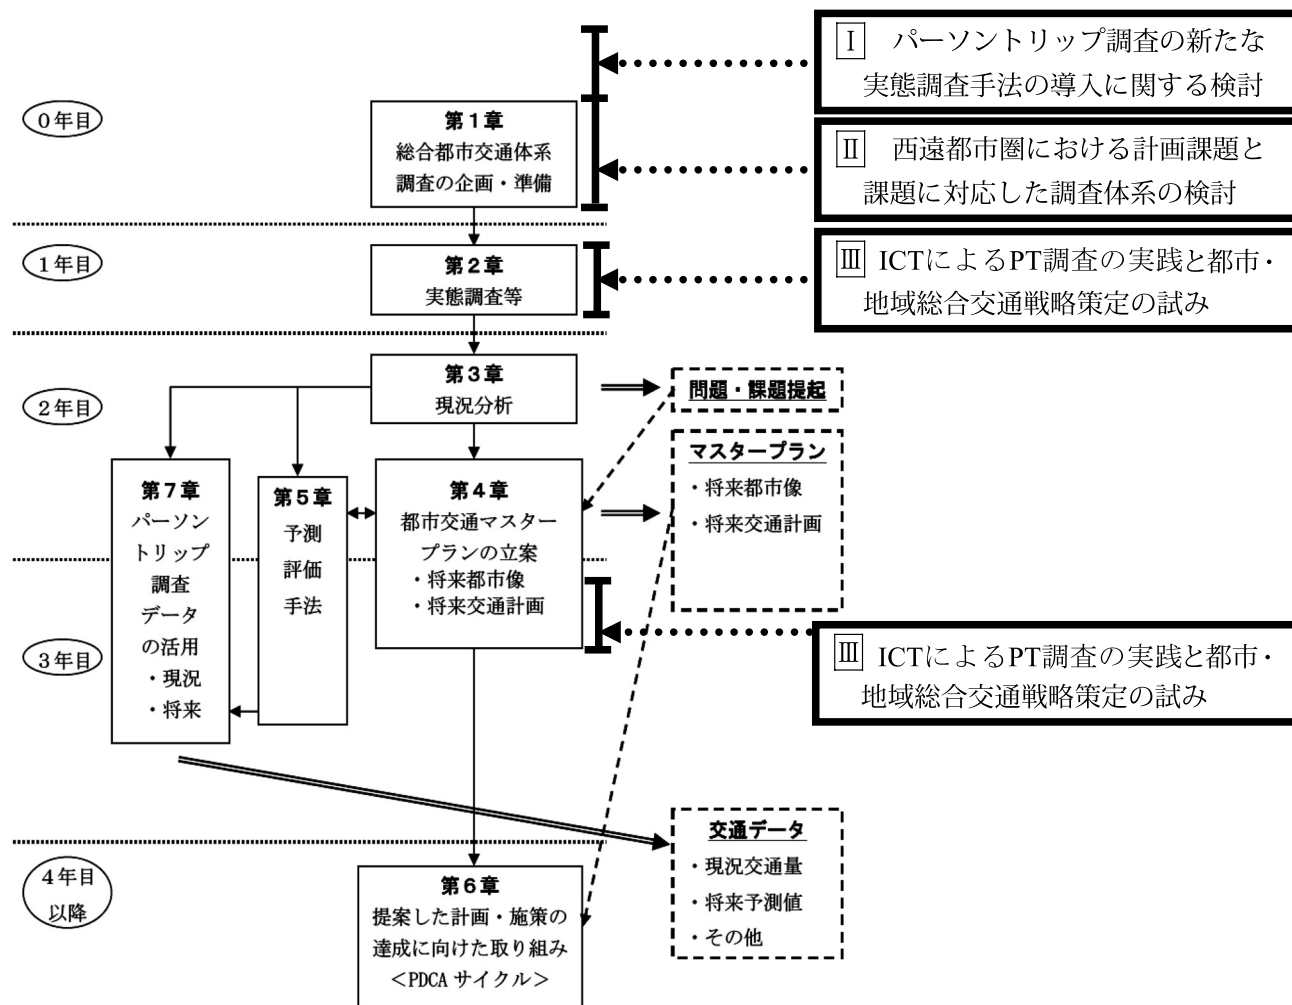 Ⅰ パーソントリップ調査の新たな
実態調査手法の導入に関する検討
0年目
第1章
総合都市交通体系
調査の企画・準備
Ⅱ 西遠都市圏における計画課題と
課題に対応した調査体系の検討
1年目
第2章
実態調査等
Ⅲ ICTによるPT調査の実践と都市・
地域総合交通戦略策定の試み
2年目
第3章
現況分析
問題・課題提起
マスタープラン
・将来都市像
・将来交通計画
第7章
パーソン
トリップ
調査
データ
の活用
・現況
・将来
第5章
予測
評価
手法
第4章
都市交通マスター
プランの立案
・将来都市像
・将来交通計画
3年目
Ⅲ ICTによるPT調査の実践と都市・
地域総合交通戦略策定の試み
交通データ
・現況交通量
・将来予測値
・その他
4年目
以降
第6章
提案した計画・施策の
達成に向けた取り組み
＜PDCA サイクル＞